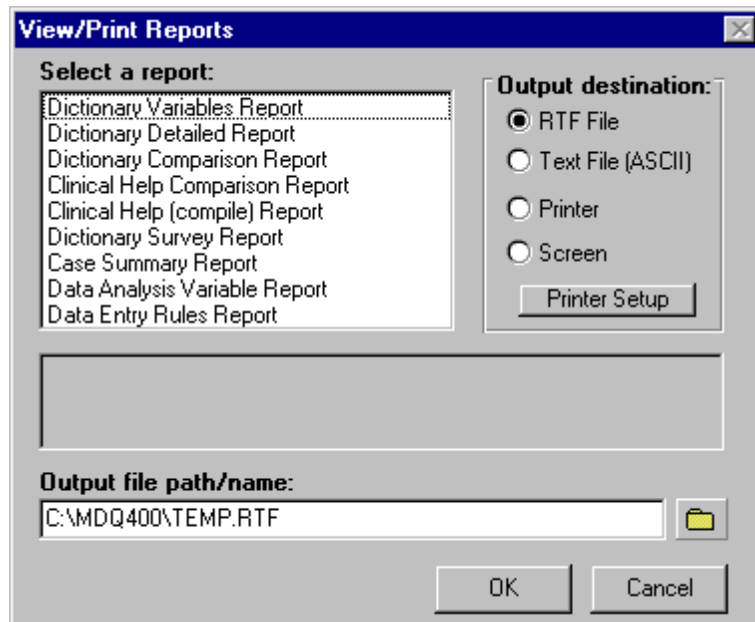 View/Print Reports
Select a report:
Dictionary Variables Report
Dictionary Detailed Report
Dictionary Comparison Report
Clinical Help Comparison Report
Clinical Help (compile) Report
Dictionary Survey Report
Case Summary Report
Data Analysis Variable Report
Data Entry Rules Report
Output destination:
RTF File
Text File (ASCII)
Printer
Screen
Printer Setup
Output file path/name:
C:\MDQ400\TEMP.RTF
OK
Cancel